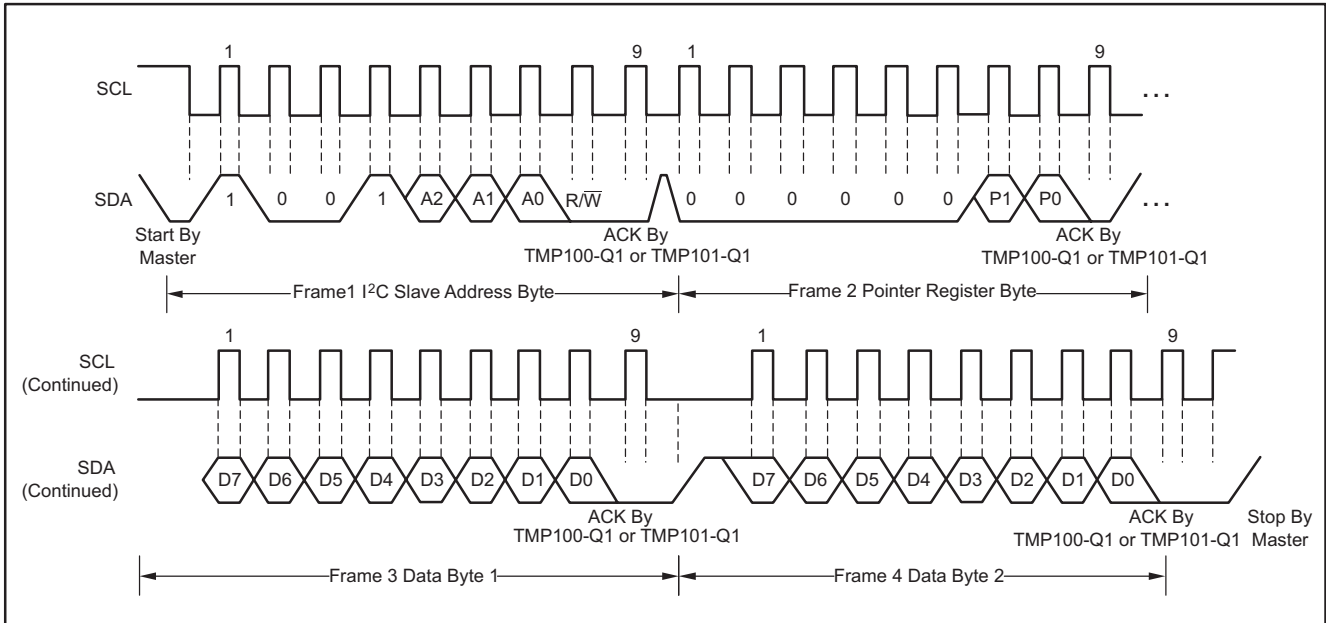 1 9 1 9
SCL ...
SDA 1 0 0 1 A2 A1 A0 R/W̅ 0 0 0 0 0 0 P1 P0 ...
Start By Master
ACK By TMP100-Q1 or TMP101-Q1
ACK By TMP100-Q1 or TMP101-Q1
Frame1 I²C Slave Address Byte
Frame 2 Pointer Register Byte
1 9 1 9
SCL (Continued)
SDA (Continued) D7 D6 D5 D4 D3 D2 D1 D0 D7 D6 D5 D4 D3 D2 D1 D0
ACK By TMP100-Q1 or TMP101-Q1
ACK By TMP100-Q1 or TMP101-Q1
Stop By Master
Frame 3 Data Byte 1
Frame 4 Data Byte 2